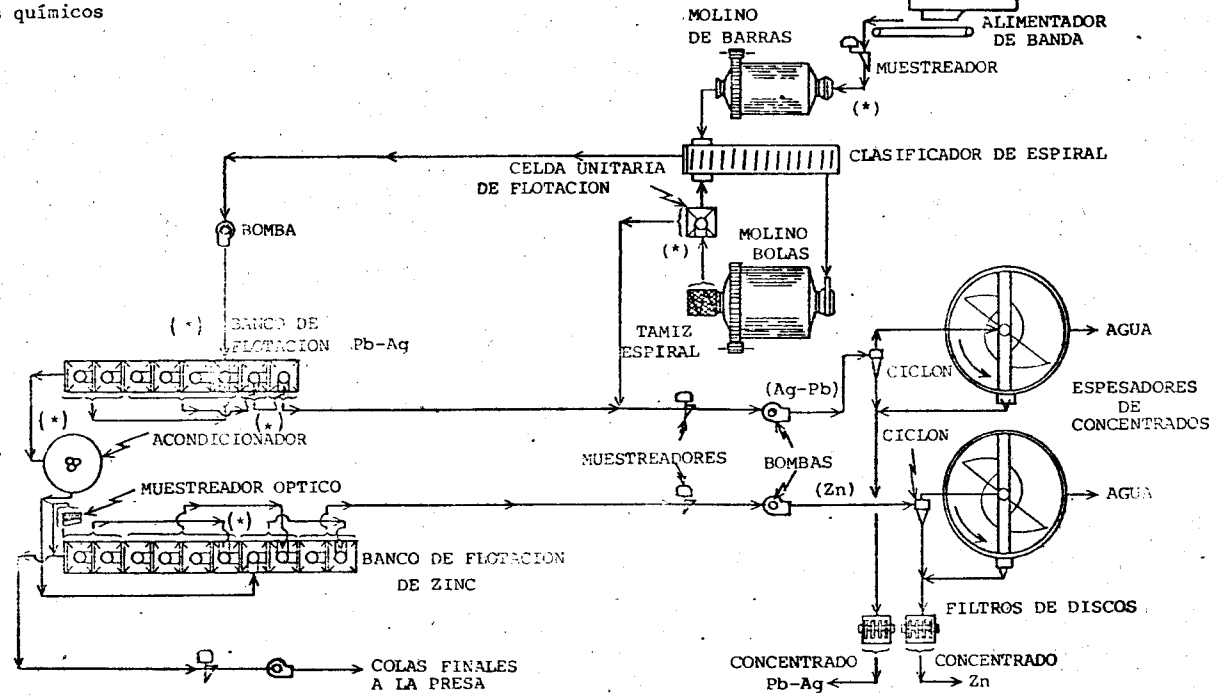 químicos
MOLINO
DE BARRAS
ALIMENTADOR
DE BANDA
MUESTREADOR
(*)
CLASIFICADOR DE ESPIRAL
CELDA UNITARIA
DE FLOTACION
BOMBA
(*)
MOLINO
BOLAS
TAMIZ
ESPIRAL
(*)
BANCO DE
FLOTACION Pb-Ag
AGUA
CICLON
(Ag-Pb)
ESPESADORES
DE
CONCENTRADOS
(*)
(*)
ACONDICIONADOR
MUESTREADORES
BOMBAS
CICLON
MUESTREADOR OPTICO
(Zn)
AGUA
(*)
BANCO DE FLOTACION
DE ZINC
FILTROS DE DISCOS
COLAS FINALES
A LA PRESA
CONCENTRADO
Pb-Ag
CONCENTRADO
Zn